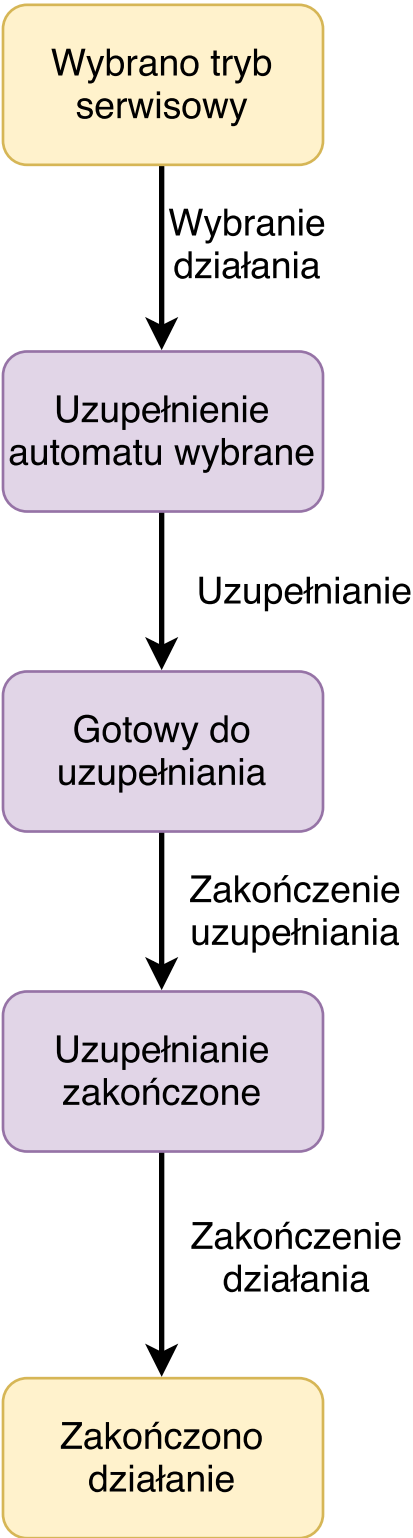 Wybrano tryb
serwisowy
Wybranie
działania
Uzupełnienie
automatu wybrane
Uzupełnianie
Gotowy do
uzupełniania
Zakończenie
uzupełniania
Uzupełnianie
zakończone
Zakończenie
działania
Zakończono
działanie